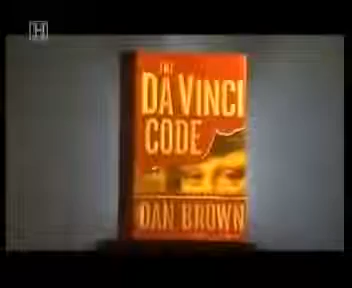 H
THE
DA VINCI
CODE
DAN BROWN